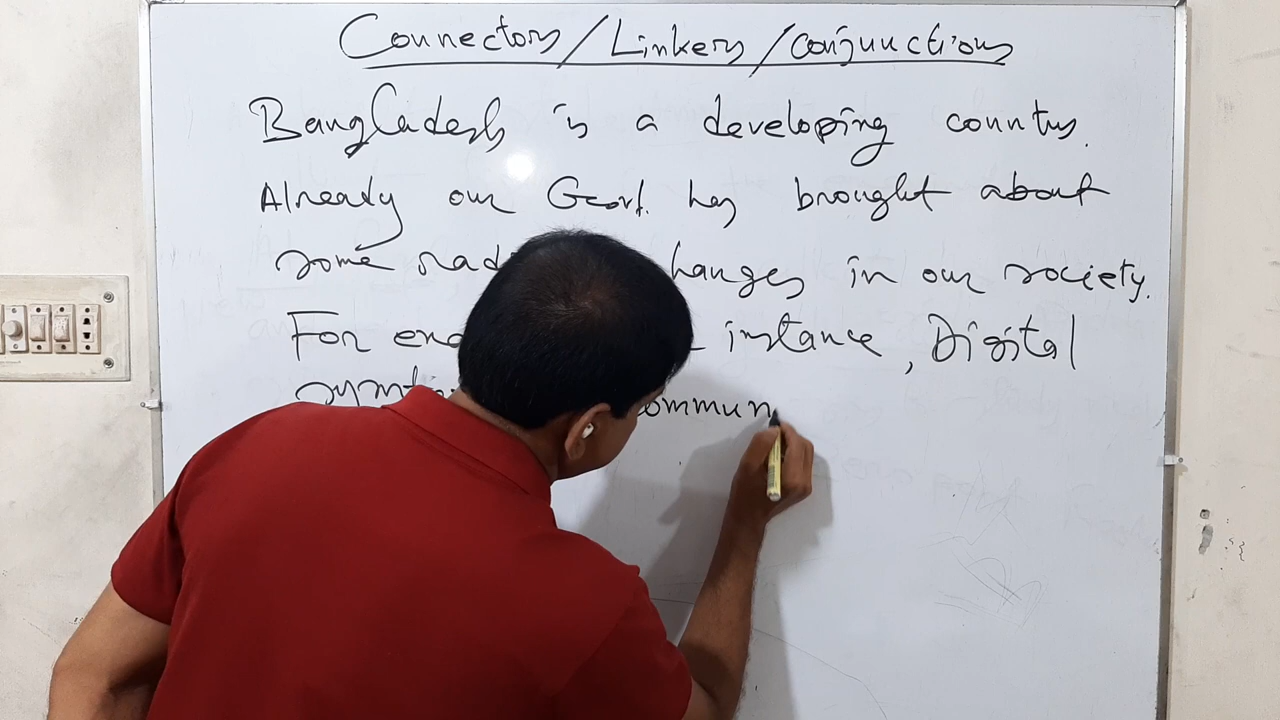 Connectors/Linkers/Conjunctions
Bangladesh is a developing country.
Already our Govt. has brought about
some changes in our society.
For instance, Digital
commun